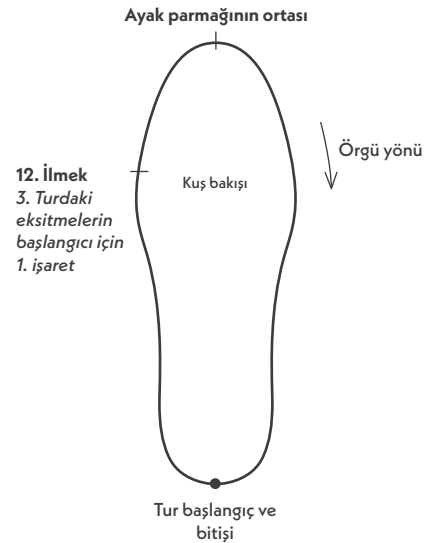 Ayak parmağının ortası
Örgü yönü
12. İlmek
3. Turdaki
eksitmelerin
başlangıcı için
1. işaret
Kuş bakışı
Tur başlangıç ve
bitişi